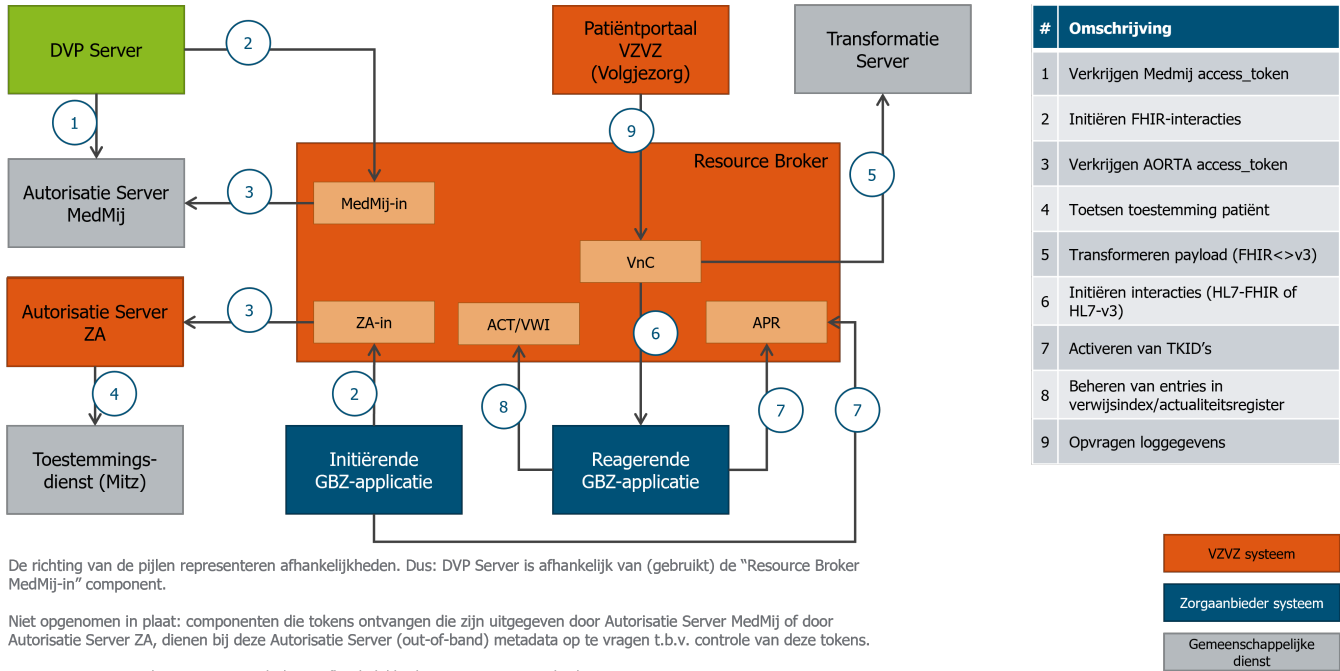 DVP Server
2
Patiëntportaal
VZVZ
(Volgjezorg)
Transformatie
Server
1
9
Resource Broker
5
Autorisatie Server
MedMij
3
MedMij-in
VnC
Autorisatie Server
ZA
3
ZA-in
ACT/VWI
6
APR
4
2
8
7
7
Toestemmings-
dienst (Mitz)
Initiërende
GBZ-applicatie
Reagerende
GBZ-applicatie
# Omschrijving
1 Verkrijgen Medmij access_token
2 Initiëren FHIR-interacties
3 Verkrijgen AORTA access_token
4 Toetsen toestemming patiënt
5 Transformeren payload (FHIR<>v3)
6 Initiëren interacties (HL7-FHIR of
HL7-v3)
7 Activeren van TKID’s
8 Beheren van entries in
verwijsindex/actualiteitsregister
9 Opvragen loggegevens
De richting van de pijlen representeren afhankelijkheden. Dus: DVP Server is afhankelijk van (gebruikt) de “Resource Broker
MedMij-in” component.
Niet opgenomen in plaat: componenten die tokens ontvangen die zijn uitgegeven door Autorisatie Server MedMij of door
Autorisatie Server ZA, dienen bij deze Autorisatie Server (out-of-band) metadata op te vragen t.b.v. controle van deze tokens.
VZVZ systeem
Zorgaanbieder systeem
Gemeenschappelijke
dienst